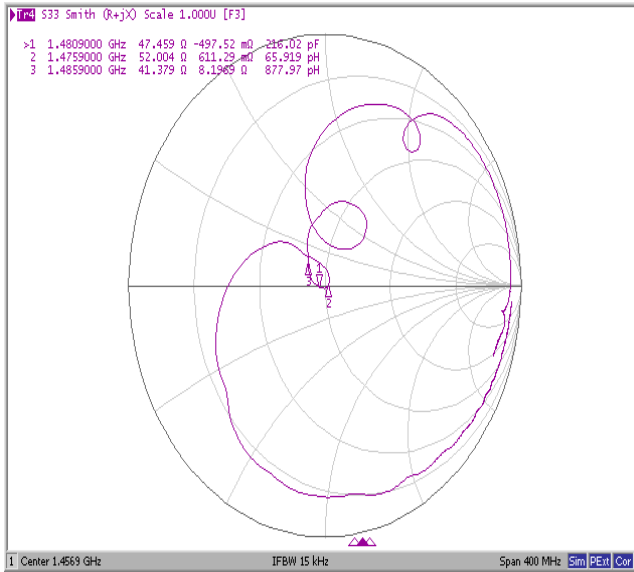 Tr4 S33 Smith (R+jX) Scale 1.000U [F3]
>1 1.4809000 GHz 47.459 Ω -497.52 mΩ 216.02 pF
2 1.4759000 GHz 52.004 Ω 611.29 mΩ 65.919 pH
3 1.4859000 GHz 41.379 Ω 8.1969 Ω 877.97 pH
1
3
2
1 Center 1.4569 GHz IFBW 15 kHz Span 400 MHz Sim PExt Cor